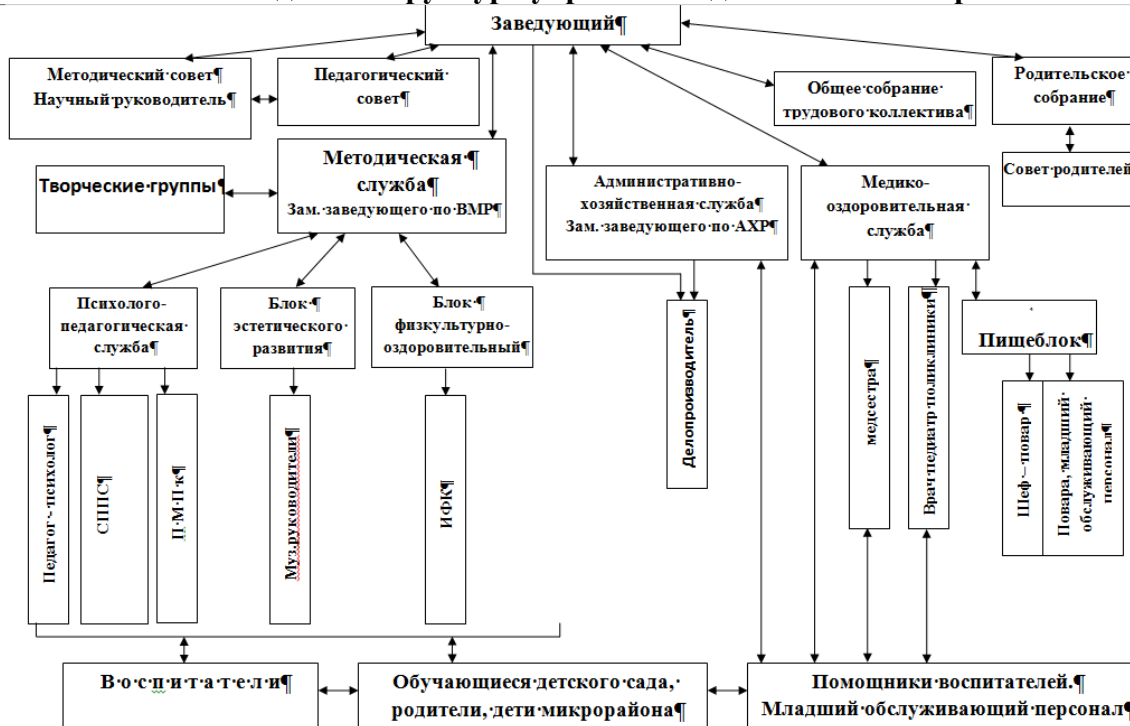 Заведующий¶
Методический совет¶
Научный руководитель¶
Педагогический·
совет¶
Общее·собрание·
трудового·коллектива¶
Родительское·
собрание¶
Совет·родителей
Творческие·группы¶
Методическая·¶
служба¶
Зам.·заведующего·по·ВМР¶
Административно-
хозяйственная·служба¶
Зам.·заведующего·по·АХР¶
Медико-
оздоровительная·
служба¶
Психолого-
педагогическая·
служба¶
Блок·¶
эстетического·
развития¶
Блок·¶
физкультурно-
оздоровительный¶
Делопроизводитель¶
медсестра¶
Врач·педиатр·поликлиники¶
Пищеблок¶
Шеф·–·повар·¶
Повара,·младший·
обслуживающий·
персонал¶
Педагог·-·психолог¶
СППС¶
П·М·П·к¶
Муз.руководители¶
ИФК¶
В·о·с·п·и·т·а·т·е·л·и¶
Обучающиеся·детского·сада,·
родители,·дети·микрорайона¶
Помощники·воспитателей.¶
Младший·обслуживающий·персонал¶